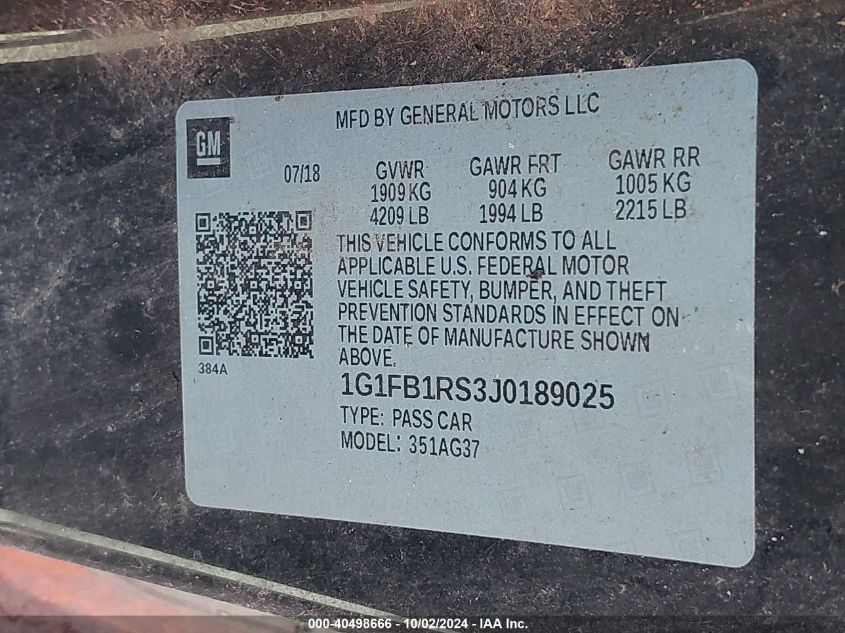 MFD BY GENERAL MOTORS LLC
GM
07/18 GVWR GAWR FRT GAWR RR
1909 KG 904 KG 1005 KG
4209 LB 1994 LB 2215 LB
THIS VEHICLE CONFORMS TO ALL
APPLICABLE U.S. FEDERAL MOTOR
VEHICLE SAFETY, BUMPER, AND THEFT
PREVENTION STANDARDS IN EFFECT ON
THE DATE OF MANUFACTURE SHOWN
ABOVE.
384A
1G1FB1RS3J0189025
TYPE: PASS CAR
MODEL: 351AG37
000-40498666 - 10/02/2024 - IAA Inc.